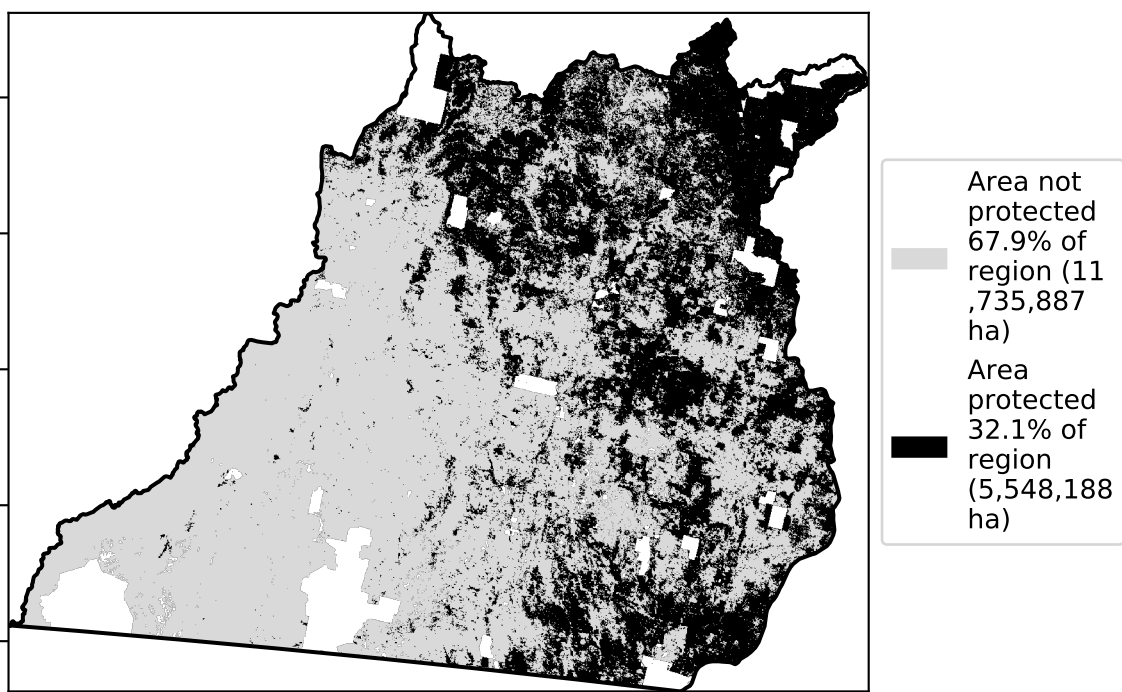 Area not
protected
67.9% of
region (11
,735,887
ha)
Area
protected
32.1% of
region
(5,548,188
ha)